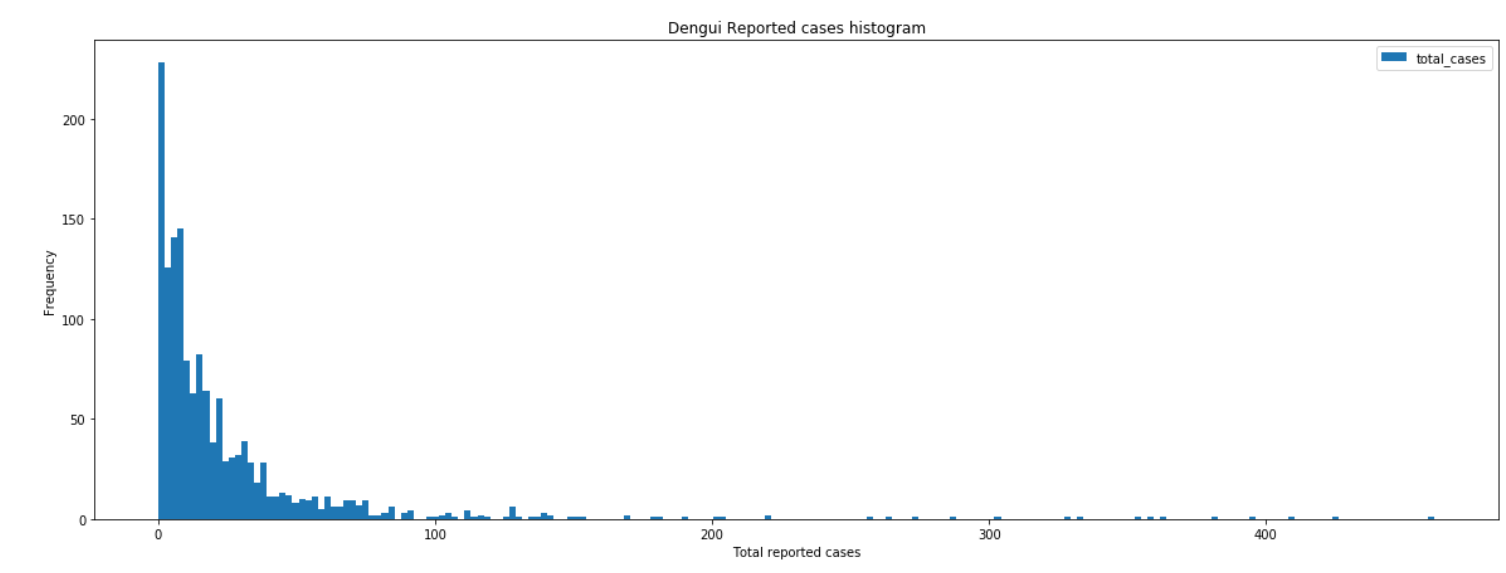 Dengui Reported cases histogram
total_cases
200
150
100
50
0
Frequency
0 100 200 300 400
Total reported cases